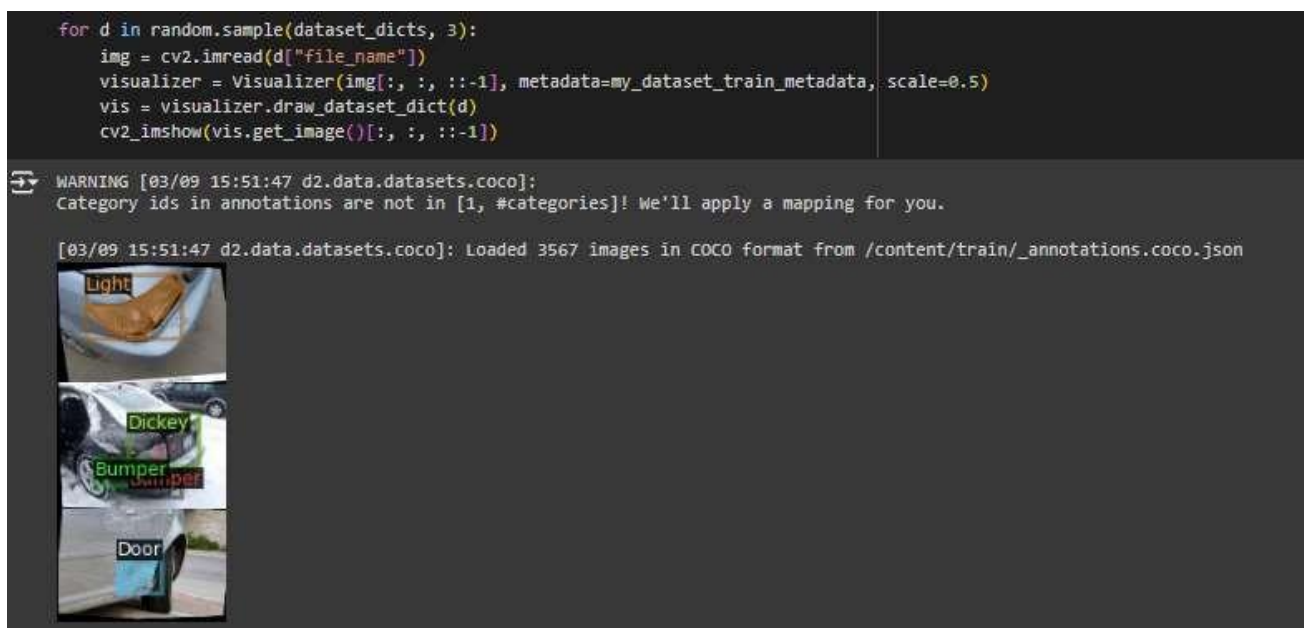 for d in random.sample(dataset_dicts, 3):
img = cv2.imread(d["file_name"])
visualizer = Visualizer(img[:, :, ::-1], metadata=my_dataset_train_metadata, scale=0.5)
vis = visualizer.draw_dataset_dict(d)
cv2_imshow(vis.get_image()[:, :, ::-1])
WARNING [03/09 15:51:47 d2.data.datasets.coco]:
Category ids in annotations are not in [1, #categories]! We'll apply a mapping for you.
[03/09 15:51:47 d2.data.datasets.coco]: Loaded 3567 images in COCO format from /content/train/_annotations.coco.json
Light
Dickey
Bumper
Bumper
Door